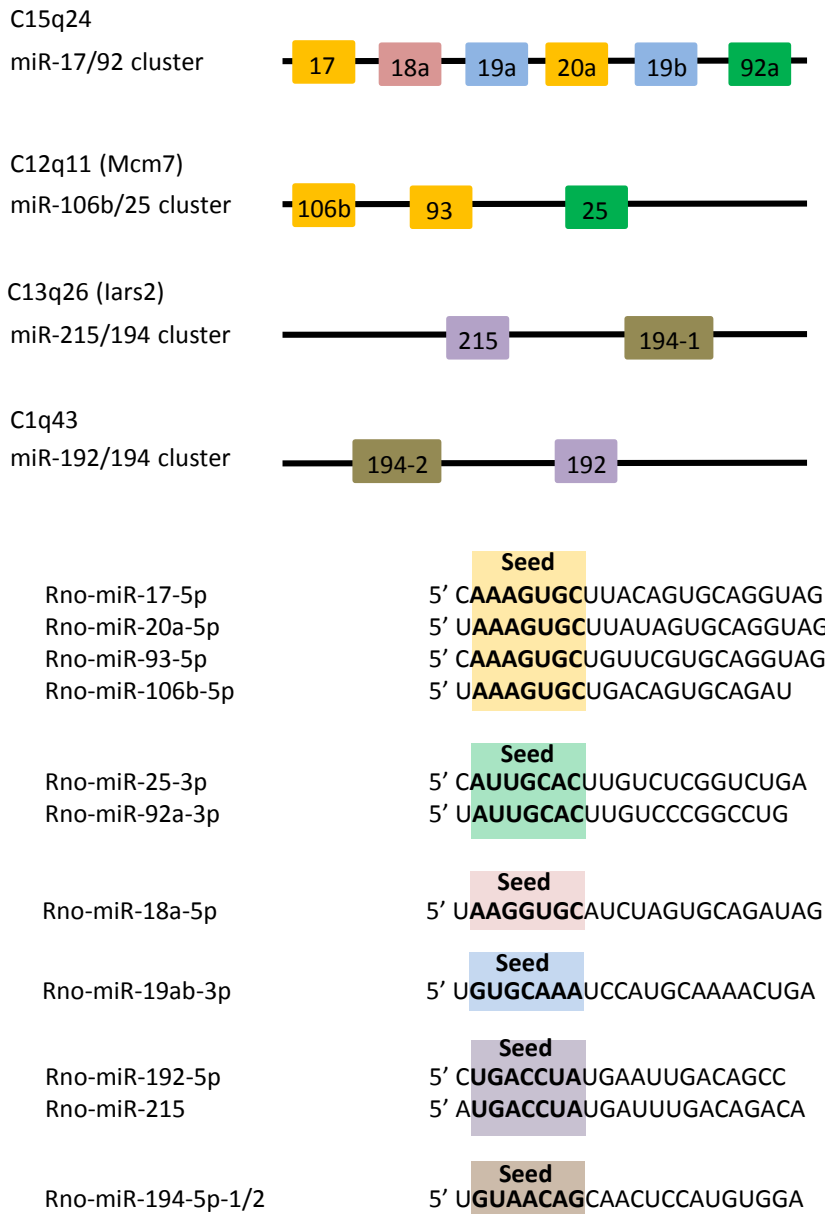 C15q24
miR-17/92 cluster 17 18a 19a 20a 19b 92a
C12q11 (Mcm7)
miR-106b/25 cluster 106b 93 25
C13q26 (Iars2)
miR-215/194 cluster 215 194-1
C1q43
miR-192/194 cluster 194-2 192
Seed
Rno-miR-17-5p 5’ CAAAGUGCUUACAGUGCAGGUAG
Rno-miR-20a-5p 5’ UAAAGUGCUUAUAGUGCAGGUAG
Rno-miR-93-5p 5’ CAAAGUGCUGUUCGUGCAGGUAG
Rno-miR-106b-5p 5’ UAAAGUGCUGACAGUGCAGAU
Seed
Rno-miR-25-3p 5’ CAUUGCACUUGUCUCGGUCUGA
Rno-miR-92a-3p 5’ UAUUGCACUUGUCCCGGCCUG
Seed
Rno-miR-18a-5p 5’ UAAGGUGCAUCUAGUGCAGAUAG
Seed
Rno-miR-19ab-3p 5’ UGUGCAAAUCCAUGCAAAACUGA
Seed
Rno-miR-192-5p 5’ CUGACCUAUGAAUUGACAGCC
Rno-miR-215 5’ AUGACCUAUGAUUUGACAGACA
Seed
Rno-miR-194-5p-1/2 5’ UGUAACAGCAACUCCAUGUGGA